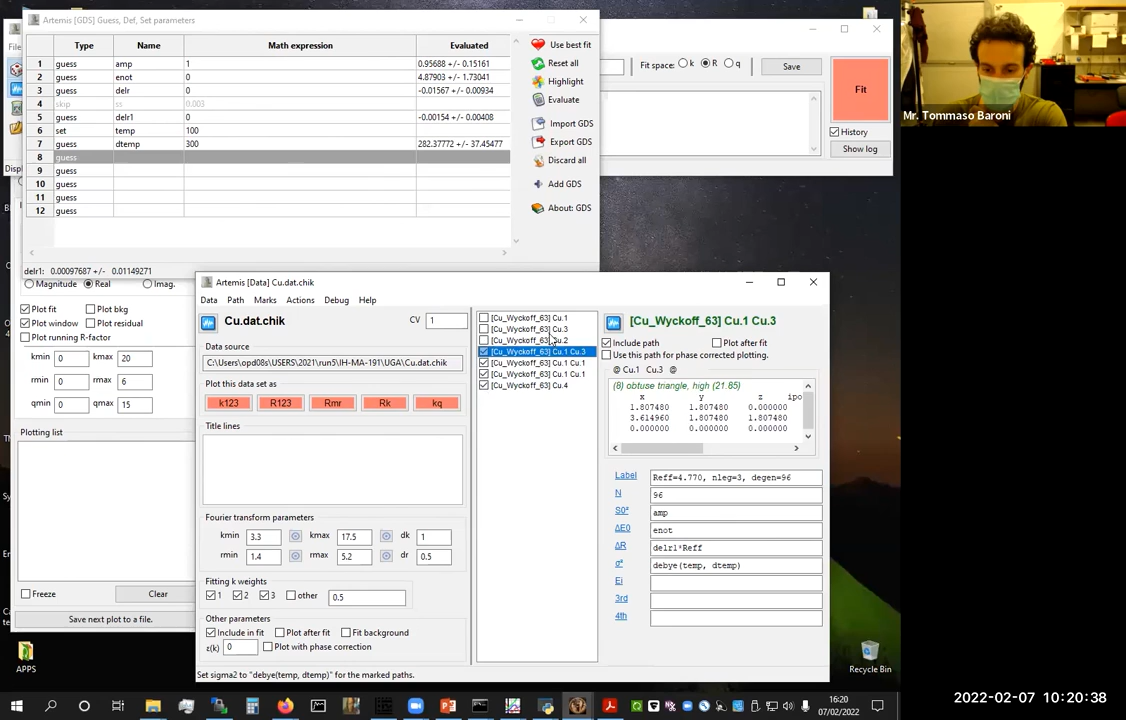 Artemis [GDS] Guess, Def, Set parameters
Type Name Math expression Evaluated
1 guess amp 1 0.95688 +/- 0.15161
2 guess enot 0 4.87903 +/- 1.73041
3 guess delr 0 -0.01567 +/- 0.00934
4 skip ss 0.003
5 guess delr1 0 -0.00154 +/- 0.00408
6 set temp 100
7 guess dtemp 300 282.37772 +/- 37.45477
8 guess
9 guess
10 guess
11 guess
12 guess
Use best fit
Reset all
Highlight
Evaluate
Import GDS
Export GDS
Discard all
Add GDS
About: GDS
delr1: 0.00097687 +/- 0.01149271
Fit space: k R q
Save
Fit
History
Show log
Mr. Tommaso Baroni
Magnitude Real Imag.
Plot fit Plot bkg
Plot window Plot residual
Plot running R-factor
kmin 0 kmax 20
rmin 0 rmax 6
qmin 0 qmax 15
Plotting list
Freeze Clear
Save next plot to a file.
Artemis [Data] Cu.dat.chik
Data Path Marks Actions Debug Help
Cu.dat.chik CV 1
Data source
C:\Users\opd08s\USERS\2021\run5\IH-MA-191\UGA\Cu.dat.chik
Plot this data set as
k123 R123 Rmr Rk kq
Title lines
Fourier transform parameters
kmin 3.3 kmax 17.5 dk 1
rmin 1.4 rmax 5.2 dr 0.5
Fitting k weights
1 2 3 other 0.5
Other parameters
Include in fit Plot after fit Fit background
ε(k) 0 Plot with phase correction
Set sigma2 to "debye(temp, dtemp)" for the marked paths.
[Cu_Wyckoff_63] Cu.1
[Cu_Wyckoff_63] Cu.3
[Cu_Wyckoff_63] Cu.2
[Cu_Wyckoff_63] Cu.1 Cu.3
[Cu_Wyckoff_63] Cu.1 Cu.1
[Cu_Wyckoff_63] Cu.1 Cu.1
[Cu_Wyckoff_63] Cu.4
[Cu_Wyckoff_63] Cu.1 Cu.3
Include path Plot after fit
Use this path for phase corrected plotting.
@ Cu.1 Cu.3 @
(8) obtuse triangle, high (21.85)
x y z ipo
1.807480 1.807480 0.000000
3.614960 1.807480 1.807480
0.000000 0.000000 0.000000
Label Reff=4.770, nleg=3, degen=96
N 96
S0² amp
ΔE0 enot
ΔR delr1*Reff
σ² debye(temp, dtemp)
Ei
3rd
4th
APPS
Recycle Bin
16:20
07/02/2022
2022-02-07 10:20:38